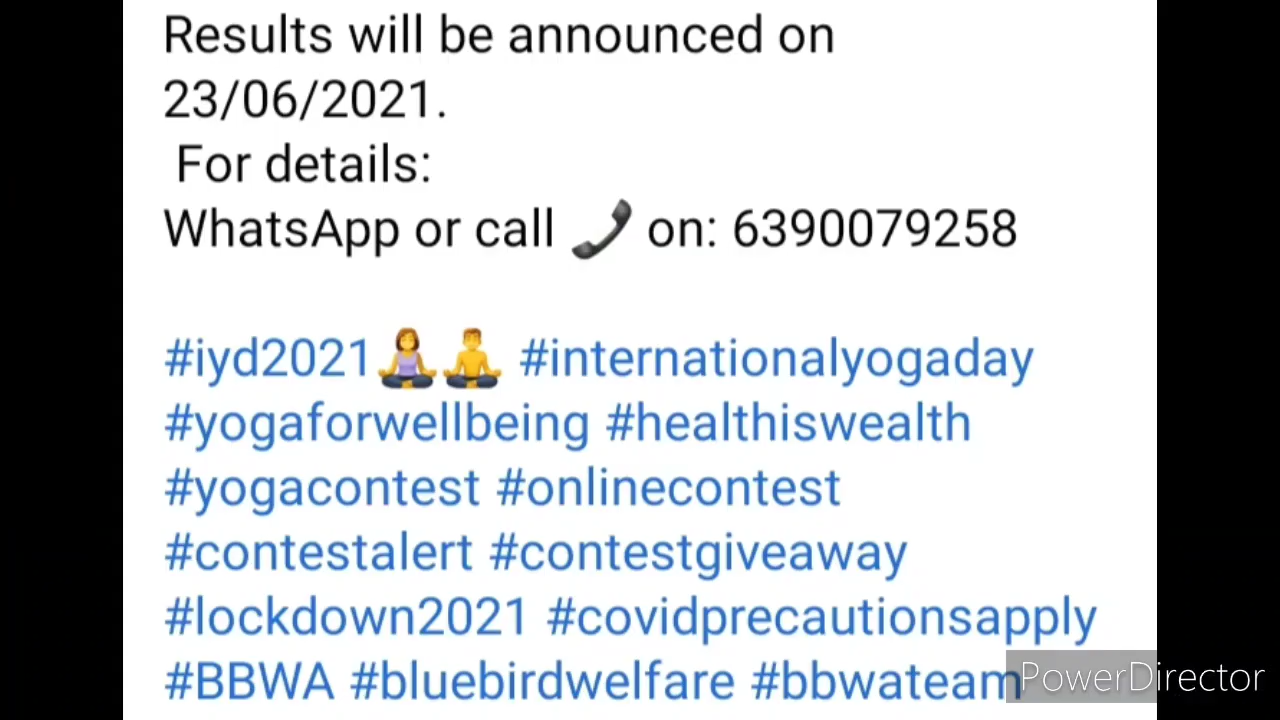 Results will be announced on
23/06/2021.
For details:
WhatsApp or call 📞 on: 6390079258
#iyd2021🧘‍♀️🧘‍♂️ #internationalyogaday
#yogaforwellbeing #healthiswealth
#yogacontest #onlinecontest
#contestalert #contestgiveaway
#lockdown2021 #covidprecautionsapply
#BBWA #bluebirdwelfare #bbwateam
PowerDirector